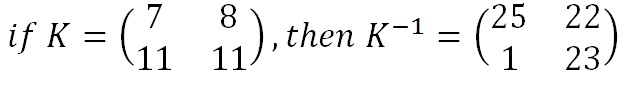 if K = (7 8
11 11), then K⁻¹ = (25 22
1 23)